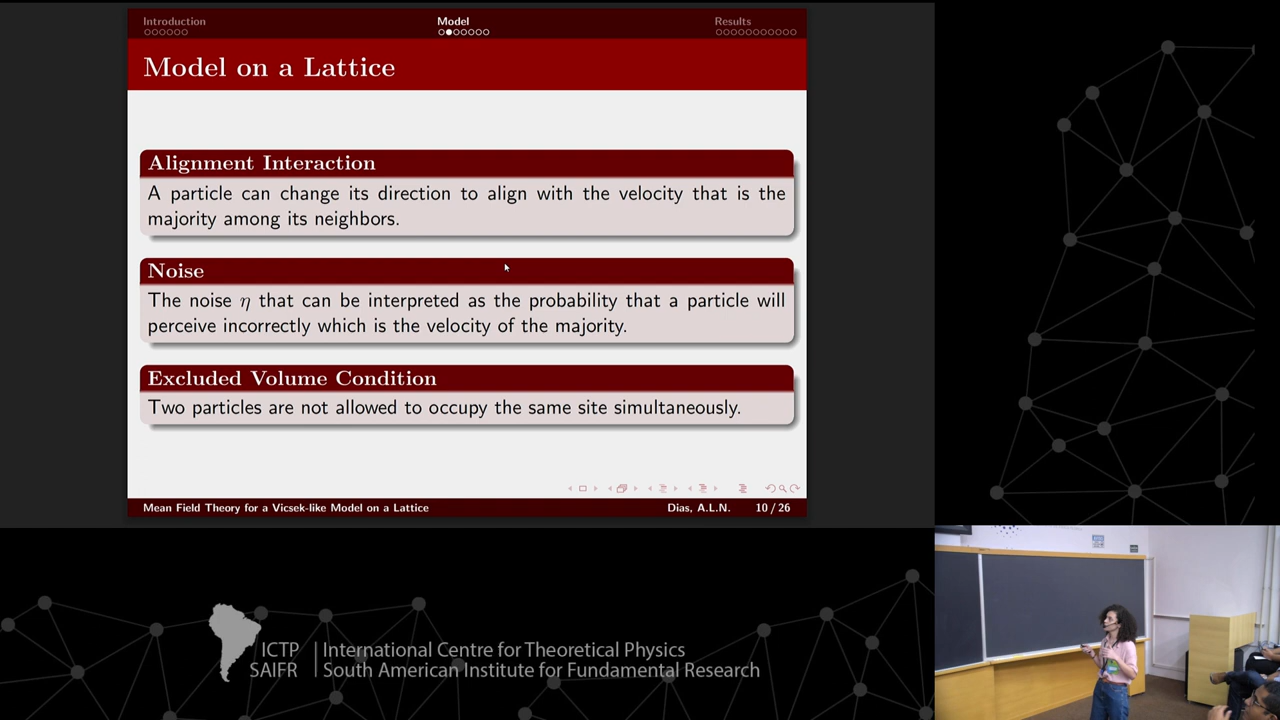 Introduction Model Results
Model on a Lattice
Alignment Interaction
A particle can change its direction to align with the velocity that is the
majority among its neighbors.
Noise
The noise η that can be interpreted as the probability that a particle will
perceive incorrectly which is the velocity of the majority.
Excluded Volume Condition
Two particles are not allowed to occupy the same site simultaneously.
Mean Field Theory for a Vicsek-like Model on a Lattice Dias, A.L.N. 10 / 26
ICTP International Centre for Theoretical Physics
SAIFR South American Institute for Fundamental Research